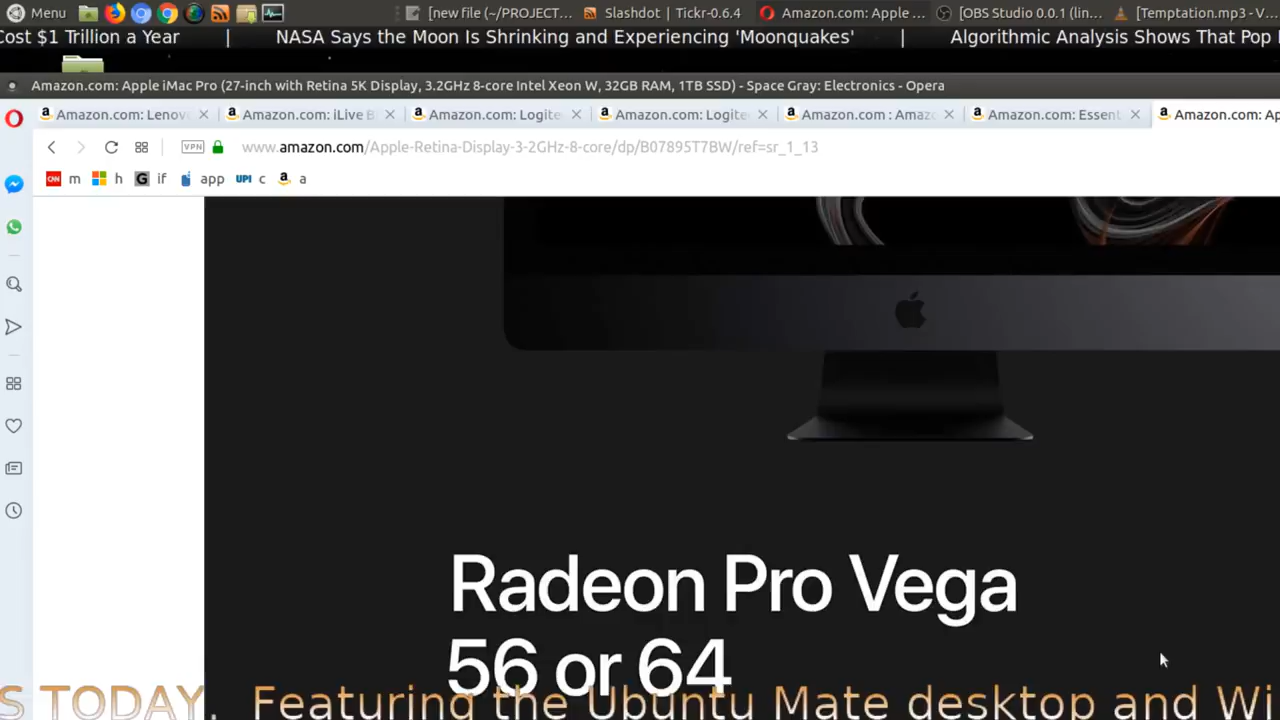 Menu [new file (~/PROJECT... Slashdot | Tickr-0.6.4 Amazon.com: Apple ... [OBS Studio 0.0.1 (lin... [Temptation.mp3 - V...
Cost $1 Trillion a Year | NASA Says the Moon Is Shrinking and Experiencing 'Moonquakes' | Algorithmic Analysis Shows That Pop
Amazon.com: Apple iMac Pro (27-inch with Retina 5K Display, 3.2GHz 8-core Intel Xeon W, 32GB RAM, 1TB SSD) - Space Gray: Electronics - Opera
Amazon.com: Lenov Amazon.com: iLive B Amazon.com: Logite Amazon.com: Logite Amazon.com : Amaz Amazon.com: Essent Amazon.com: Ap
VPN www.amazon.com/Apple-Retina-Display-3-2GHz-8-core/dp/B07895T7BW/ref=sr_1_13
CNN m h G if app UPI c a a
Radeon Pro Vega
56 or 64
S TODAY. Featuring the Ubuntu Mate desktop and Wi